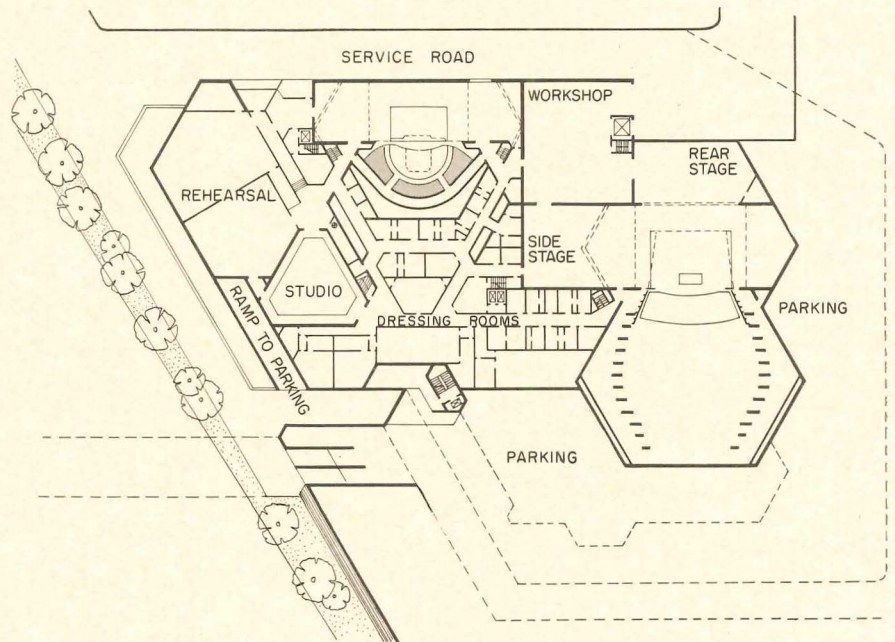 SERVICE ROAD
WORKSHOP
REAR
STAGE
REHEARSAL
SIDE
STAGE
STUDIO
RAMP TO PARKING
DRESSING ROOMS
PARKING
PARKING